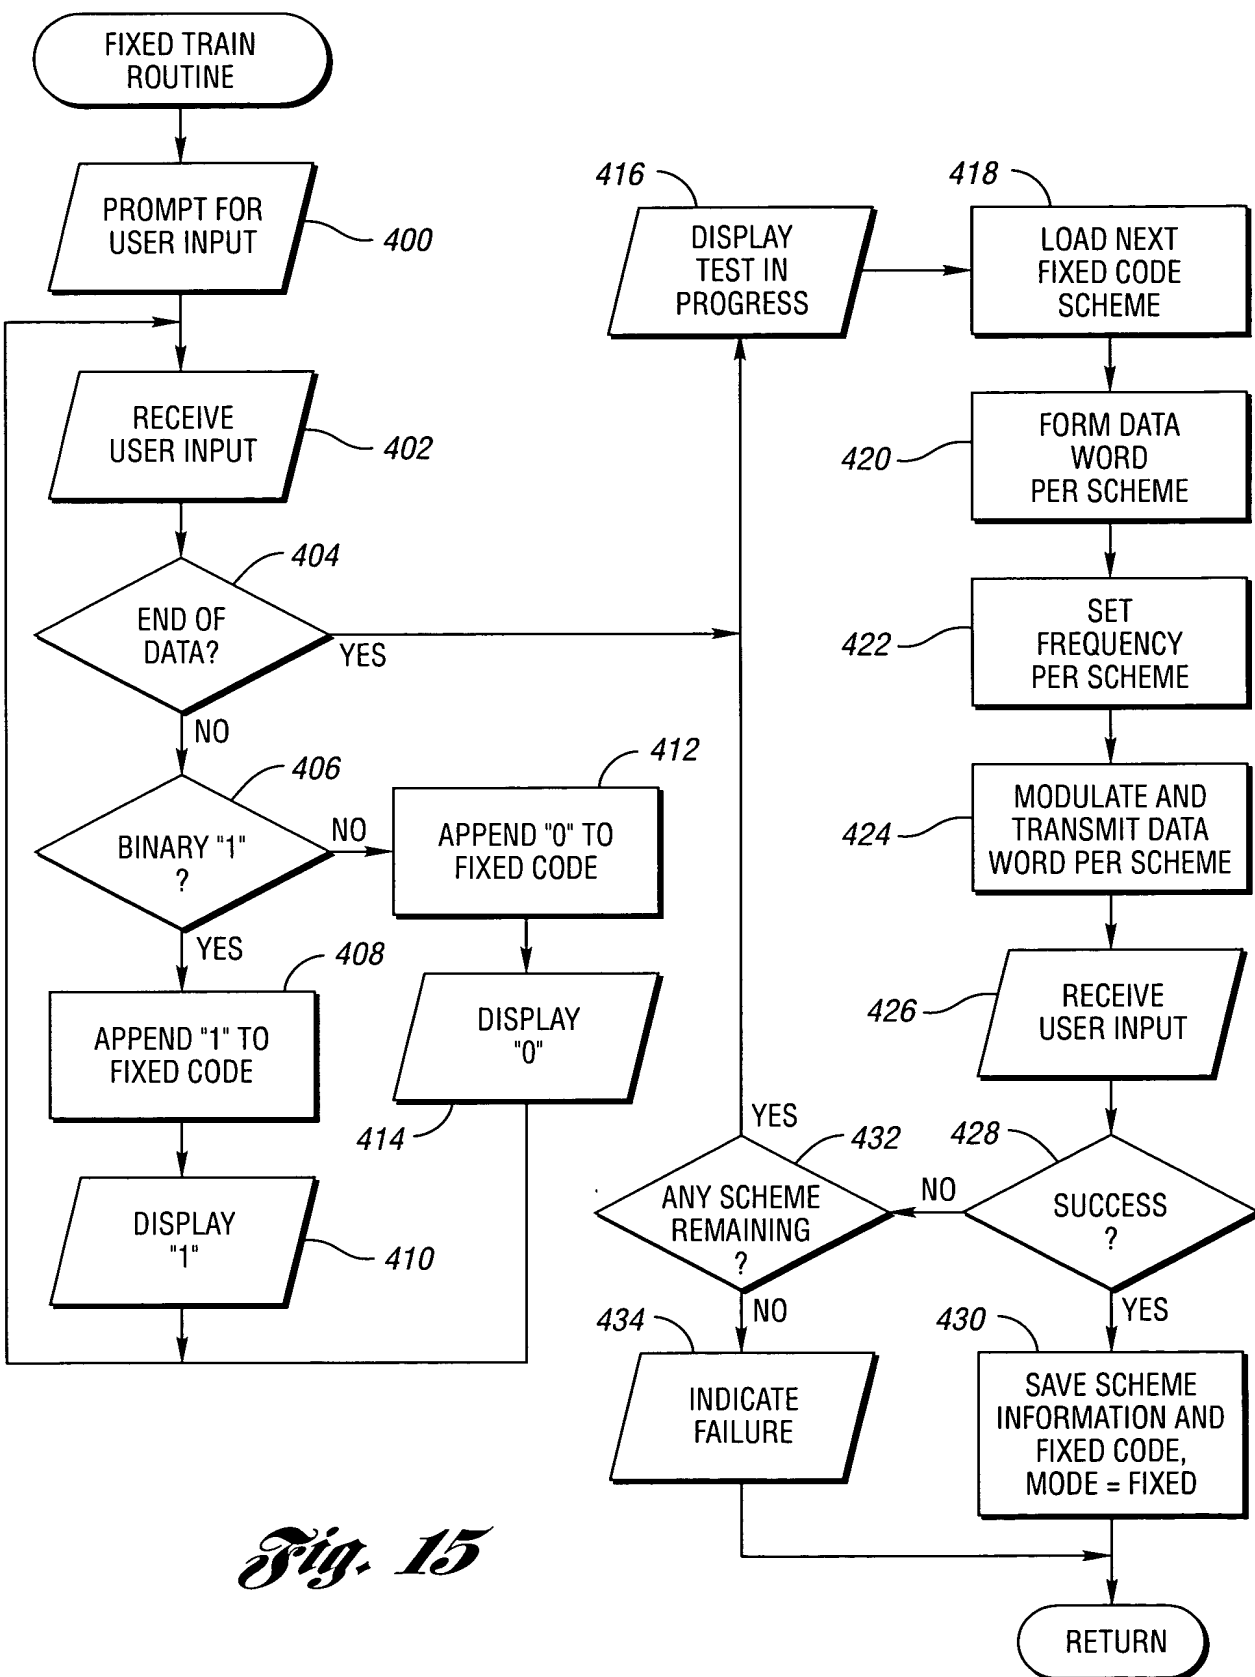 FIXED TRAIN
ROUTINE
PROMPT FOR
USER INPUT
400
RECEIVE
USER INPUT
402
END OF
DATA?
404
YES
NO
BINARY "1"
?
406
NO
YES
APPEND "1" TO
FIXED CODE
408
DISPLAY
"1"
410
APPEND "0" TO
FIXED CODE
412
DISPLAY
"0"
414
DISPLAY
TEST IN
PROGRESS
416
LOAD NEXT
FIXED CODE
SCHEME
418
FORM DATA
WORD
PER SCHEME
420
SET
FREQUENCY
PER SCHEME
422
MODULATE AND
TRANSMIT DATA
WORD PER SCHEME
424
RECEIVE
USER INPUT
426
SUCCESS
?
428
NO
YES
SAVE SCHEME
INFORMATION AND
FIXED CODE,
MODE = FIXED
430
ANY SCHEME
REMAINING
?
432
YES
NO
INDICATE
FAILURE
434
RETURN
Fig. 15